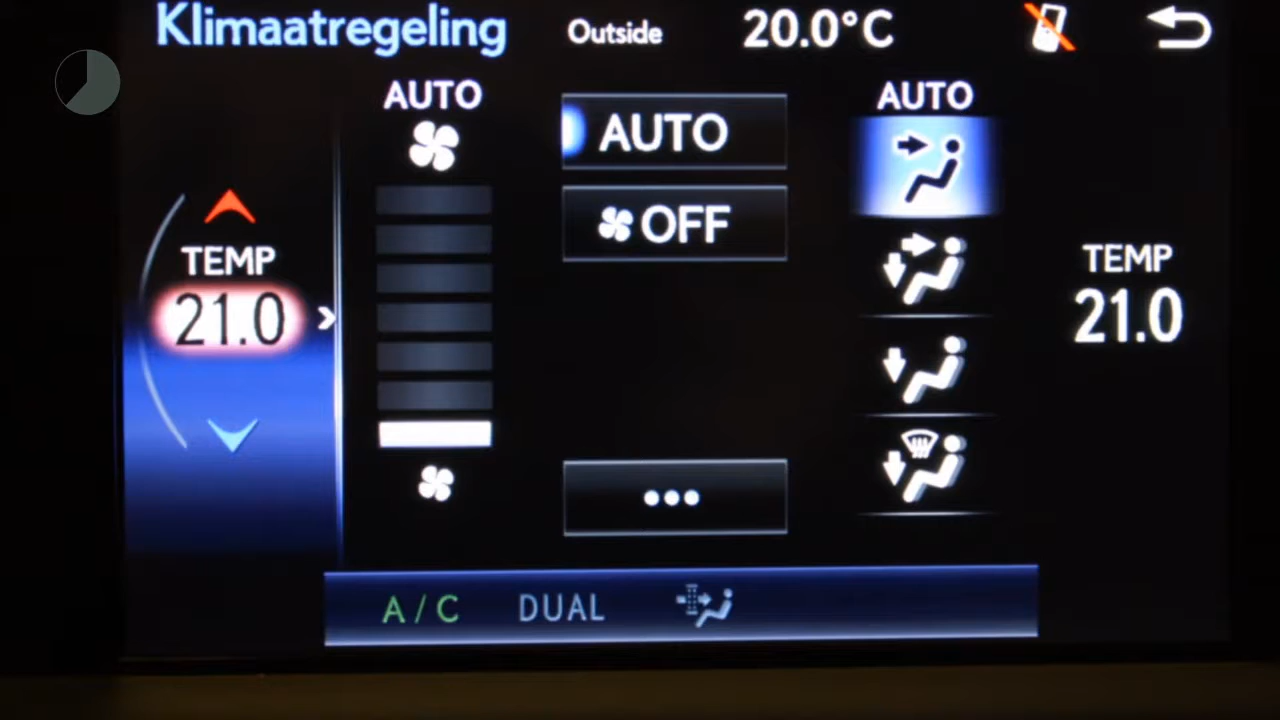 Klimaatregeling Outside 20.0°C
AUTO AUTO AUTO
OFF
TEMP TEMP
21.0 21.0
A/C DUAL